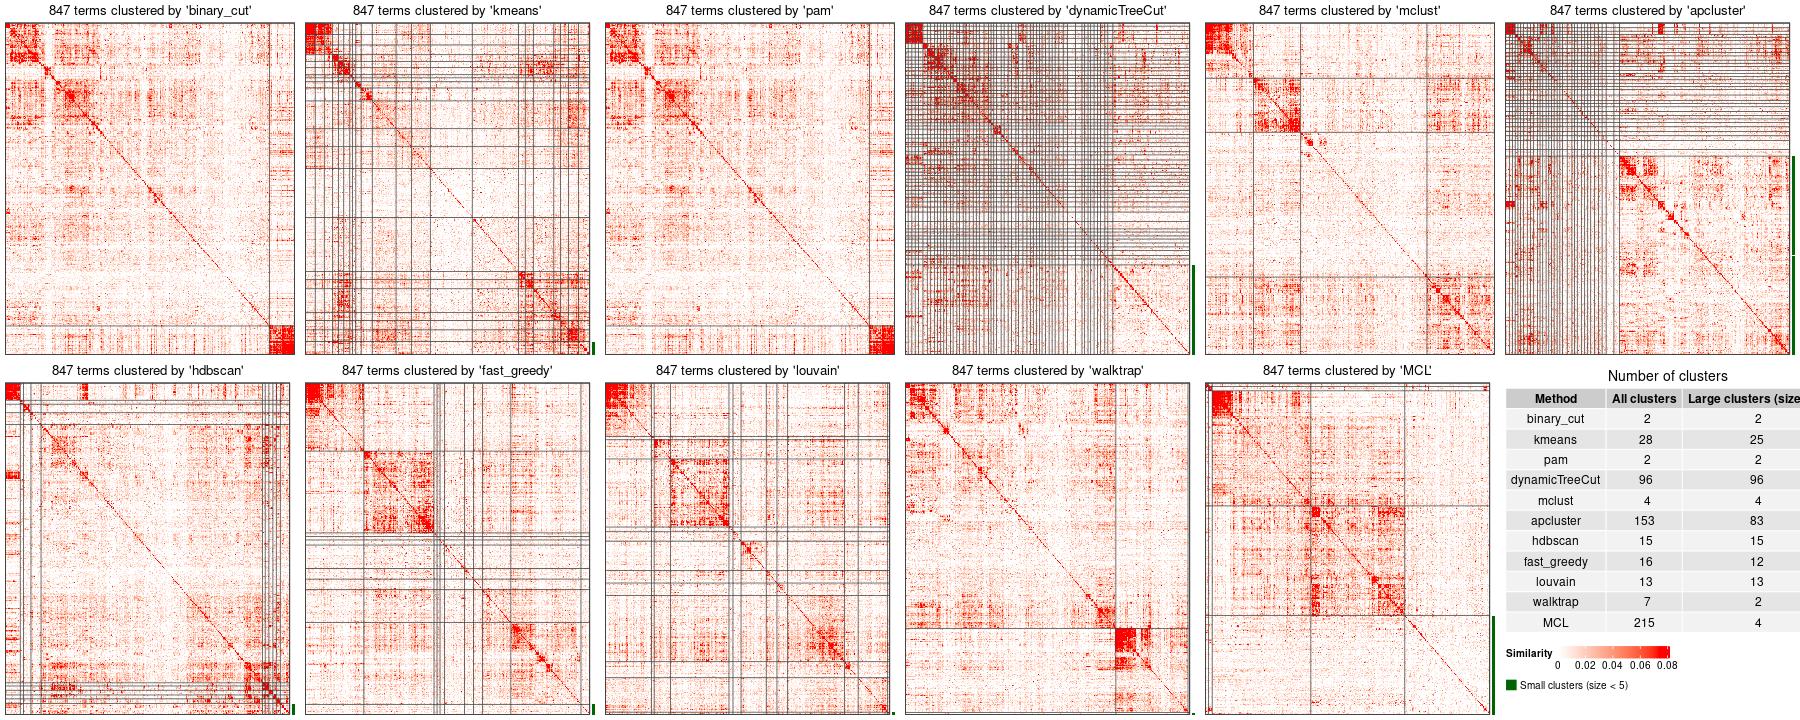 847 terms clustered by 'binary_cut'
847 terms clustered by 'kmeans'
847 terms clustered by 'pam'
847 terms clustered by 'dynamicTreeCut'
847 terms clustered by 'mclust'
847 terms clustered by 'apcluster'
847 terms clustered by 'hdbscan'
847 terms clustered by 'fast_greedy'
847 terms clustered by 'louvain'
847 terms clustered by 'walktrap'
847 terms clustered by 'MCL'
Number of clusters
Method All clusters Large clusters (size
binary_cut 2 2
kmeans 28 25
pam 2 2
dynamicTreeCut 96 96
mclust 4 4
apcluster 153 83
hdbscan 15 15
fast_greedy 16 12
louvain 13 13
walktrap 7 2
MCL 215 4
Similarity
0 0.02 0.04 0.06 0.08
Small clusters (size < 5)